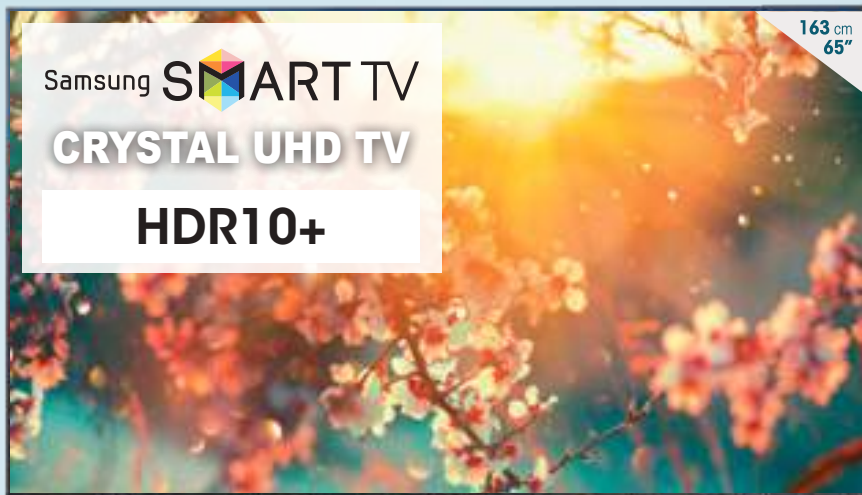 Samsung SMART TV
CRYSTAL UHD TV
HDR10+
163 cm
65”